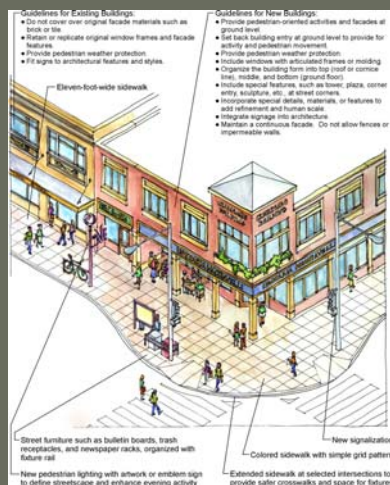 Guidelines for Existing Buildings:
● Do not cover over original facade materials such as
brick or tile.
● Retain or replicate original window frames and facade
features.
● Provide pedestrian weather protection.
● Fit signs to architectural features and styles.
Guidelines for New Buildings:
● Provide pedestrian-oriented activities and facades at
ground level.
● Set back building entry at ground level to provide for
activity and pedestrian movement.
● Provide pedestrian weather protection.
● Include windows with articulated frames or molding.
● Organize the building form into top (roof or cornice
line), middle, and bottom (ground floor).
● Include special features, such as tower, plaza, corner
entry, sculpture, etc., at street corners.
● Incorporate special details, materials, or features to
add refinement and human scale.
● Integrate signage into architecture.
● Maintain a continuous facade. Do not allow fences or
impermeable walls.
Eleven-foot-wide sidewalk
New signalization
Street furniture such as bulletin boards, trash
receptacles, and newspaper racks, organized with
fixture rail
Colored sidewalk with simple grid pattern
New pedestrian lighting with artwork or emblem sign
to define streetscape and enhance evening activity
Extended sidewalk at selected intersections to
provide safer crosswalks and space for fixture